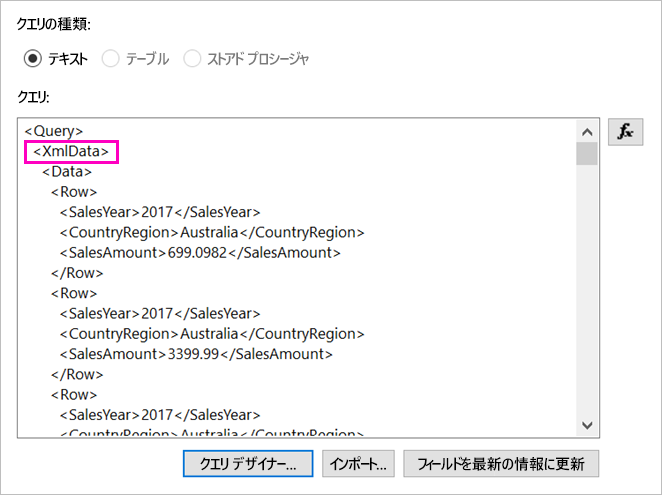 クエリの種類:
テキスト テーブル ストアド プロシージャ
クエリ:
<Query>
<XmlData>
<Data>
<Row>
<SalesYear>2017</SalesYear>
<CountryRegion>Australia</CountryRegion>
<SalesAmount>699.0982</SalesAmount>
</Row>
<Row>
<SalesYear>2017</SalesYear>
<CountryRegion>Australia</CountryRegion>
<SalesAmount>3399.99</SalesAmount>
</Row>
<Row>
<SalesYear>2017</SalesYear>
<CountryRegion>Australia</CountryRegion>
fx
クエリ デザイナー... インポート... フィールドを最新の情報に更新